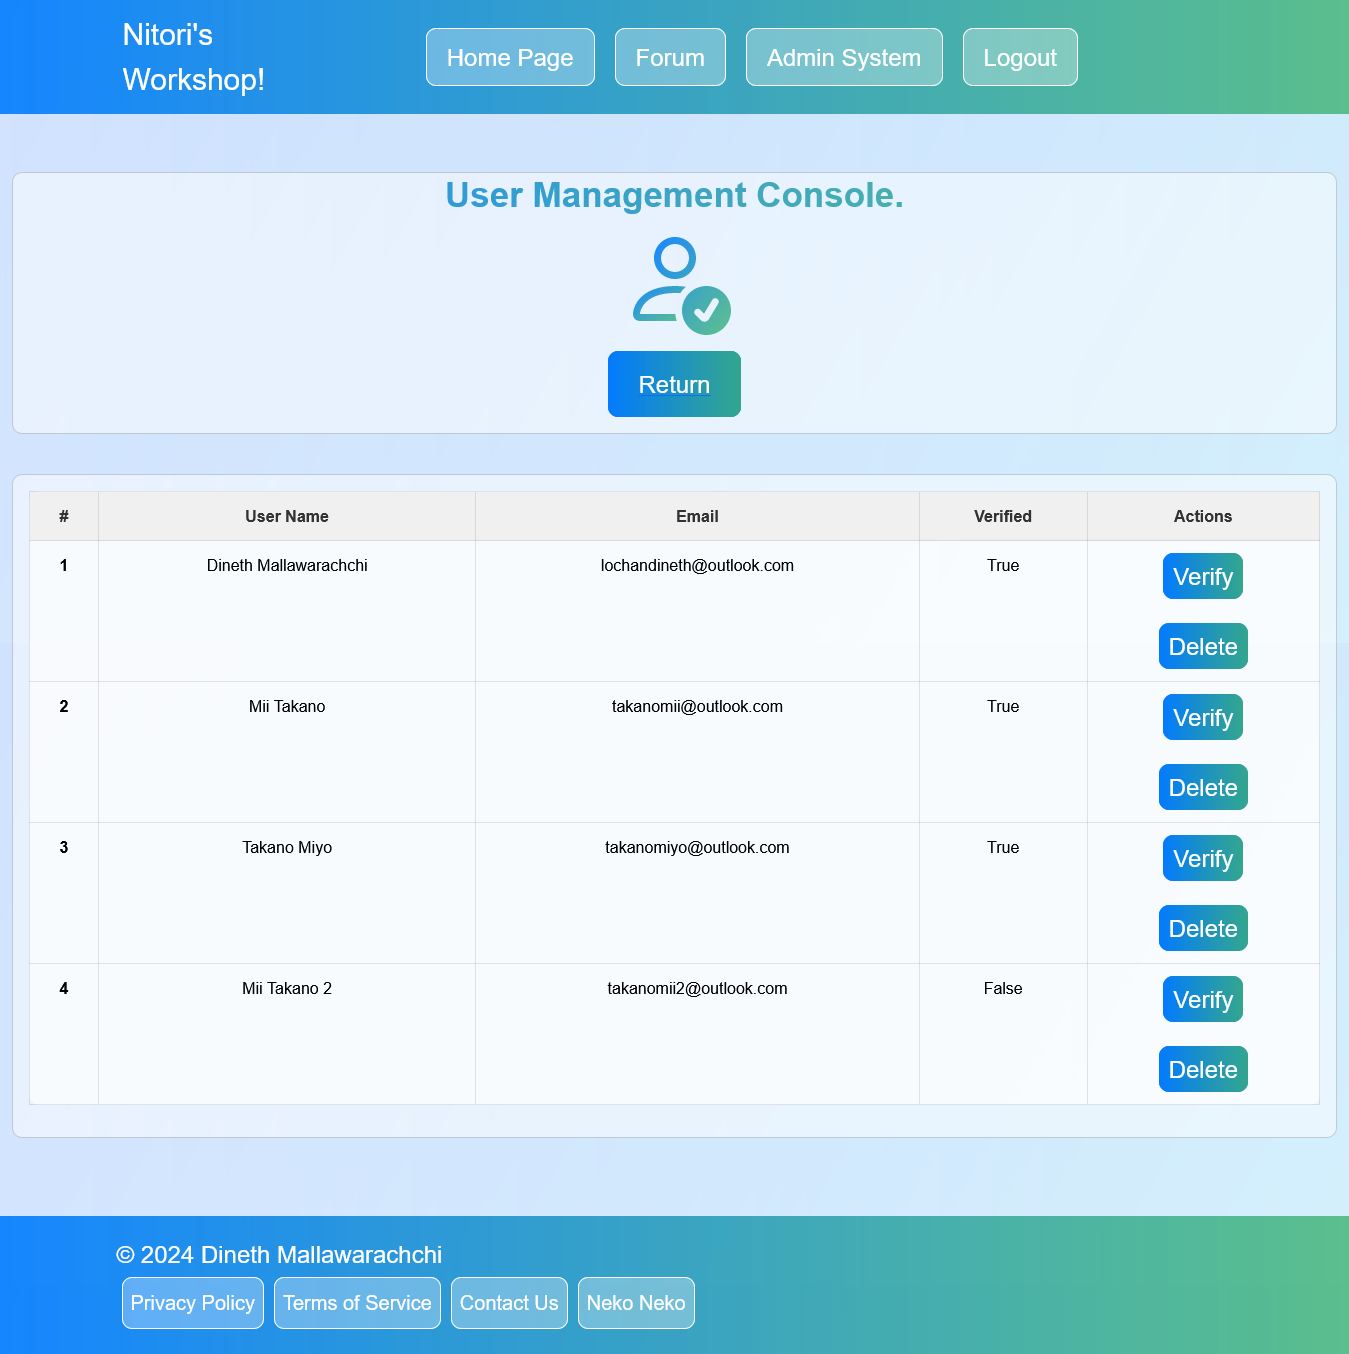 Nitori's
Workshop!
Home Page Forum Admin System Logout
User Management Console.
Return
# User Name Email Verified Actions
1 Dineth Mallawarachchi lochandineth@outlook.com True Verify
Delete
2 Mii Takano takanomii@outlook.com True Verify
Delete
3 Takano Miyo takanomiyo@outlook.com True Verify
Delete
4 Mii Takano 2 takanomii2@outlook.com False Verify
Delete
© 2024 Dineth Mallawarachchi
Privacy Policy Terms of Service Contact Us Neko Neko